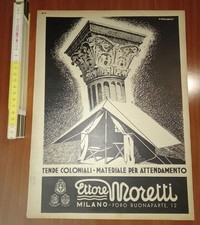 TENDE COLONIALI - MATERIALE PER ATTENDAMENTO
Ettore Moretti
MILANO - FORO BUONAPARTE, 12